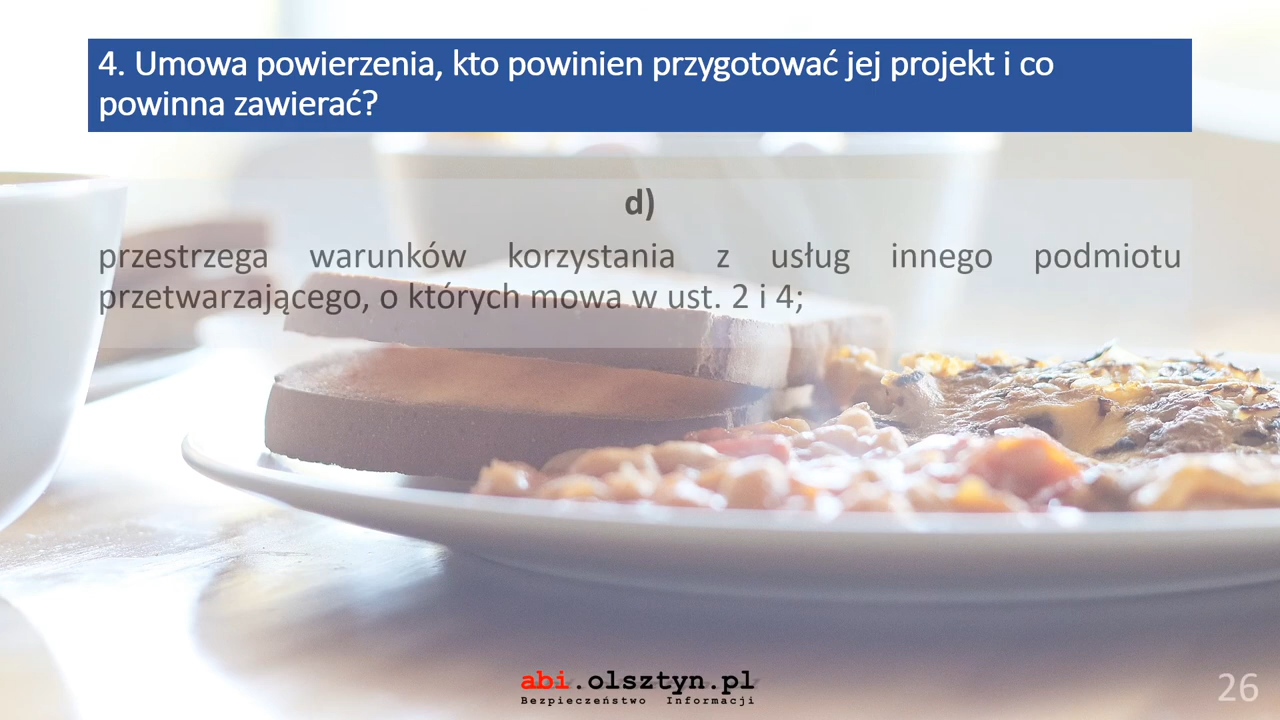 4. Umowa powierzenia, kto powinien przygotować jej projekt i co
powinna zawierać?
d)
przestrzega warunków korzystania z usług innego podmiotu
przetwarzającego, o których mowa w ust. 2 i 4;
abi.olsztyn.pl
Bezpieczeństwo Informacji
26